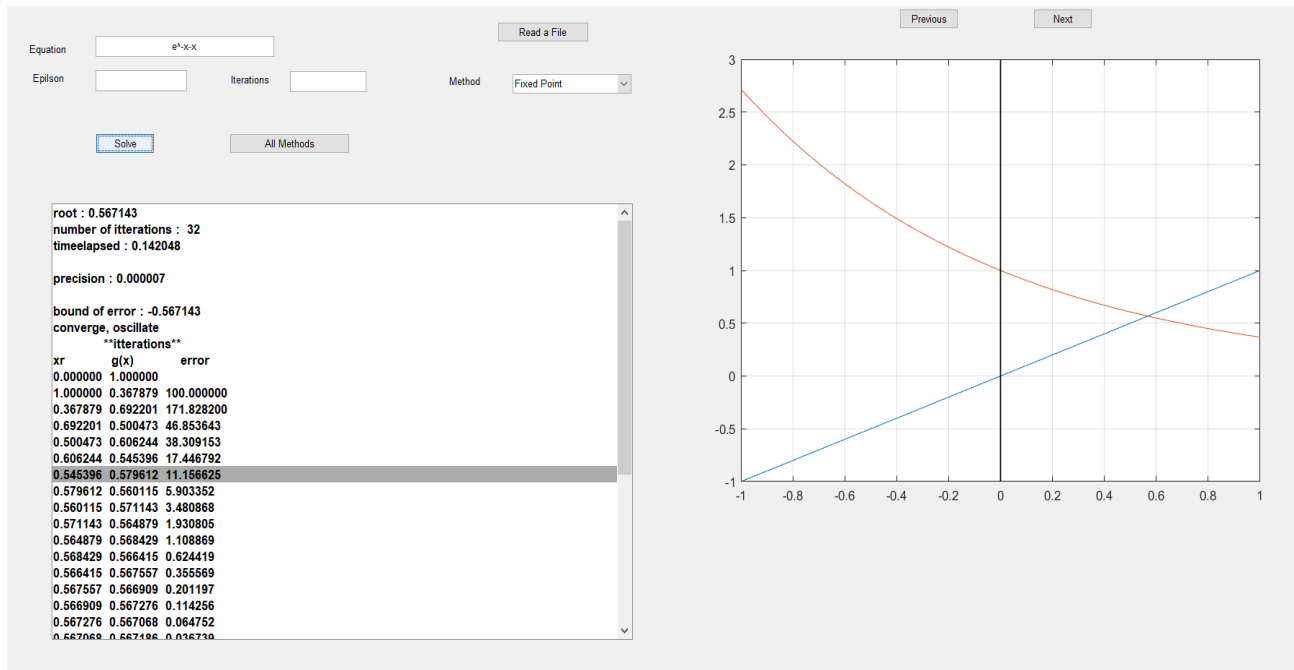 Previous Next
Read a File
Equation e^-x-x
Epilson Iterations Method Fixed Point
Solve All Methods
root : 0.567143
number of itterations : 32
timeelapsed : 0.142048
precision : 0.000007
bound of error : -0.567143
converge, oscillate
**itterations**
xr g(x) error
0.000000 1.000000
1.000000 0.367879 100.000000
0.367879 0.692201 171.828200
0.692201 0.500473 46.853643
0.500473 0.606244 38.309153
0.606244 0.545396 17.446792
0.545396 0.579612 11.156625
0.579612 0.560115 5.903352
0.560115 0.571143 3.480868
0.571143 0.564879 1.930805
0.564879 0.568429 1.108869
0.568429 0.566415 0.624419
0.566415 0.567557 0.355569
0.567557 0.566909 0.201197
0.566909 0.567276 0.114256
0.567276 0.567068 0.064752
0.567068 0.567186 0.036739
3
2.5
2
1.5
1
0.5
0
-0.5
-1
-1 -0.8 -0.6 -0.4 -0.2 0 0.2 0.4 0.6 0.8 1